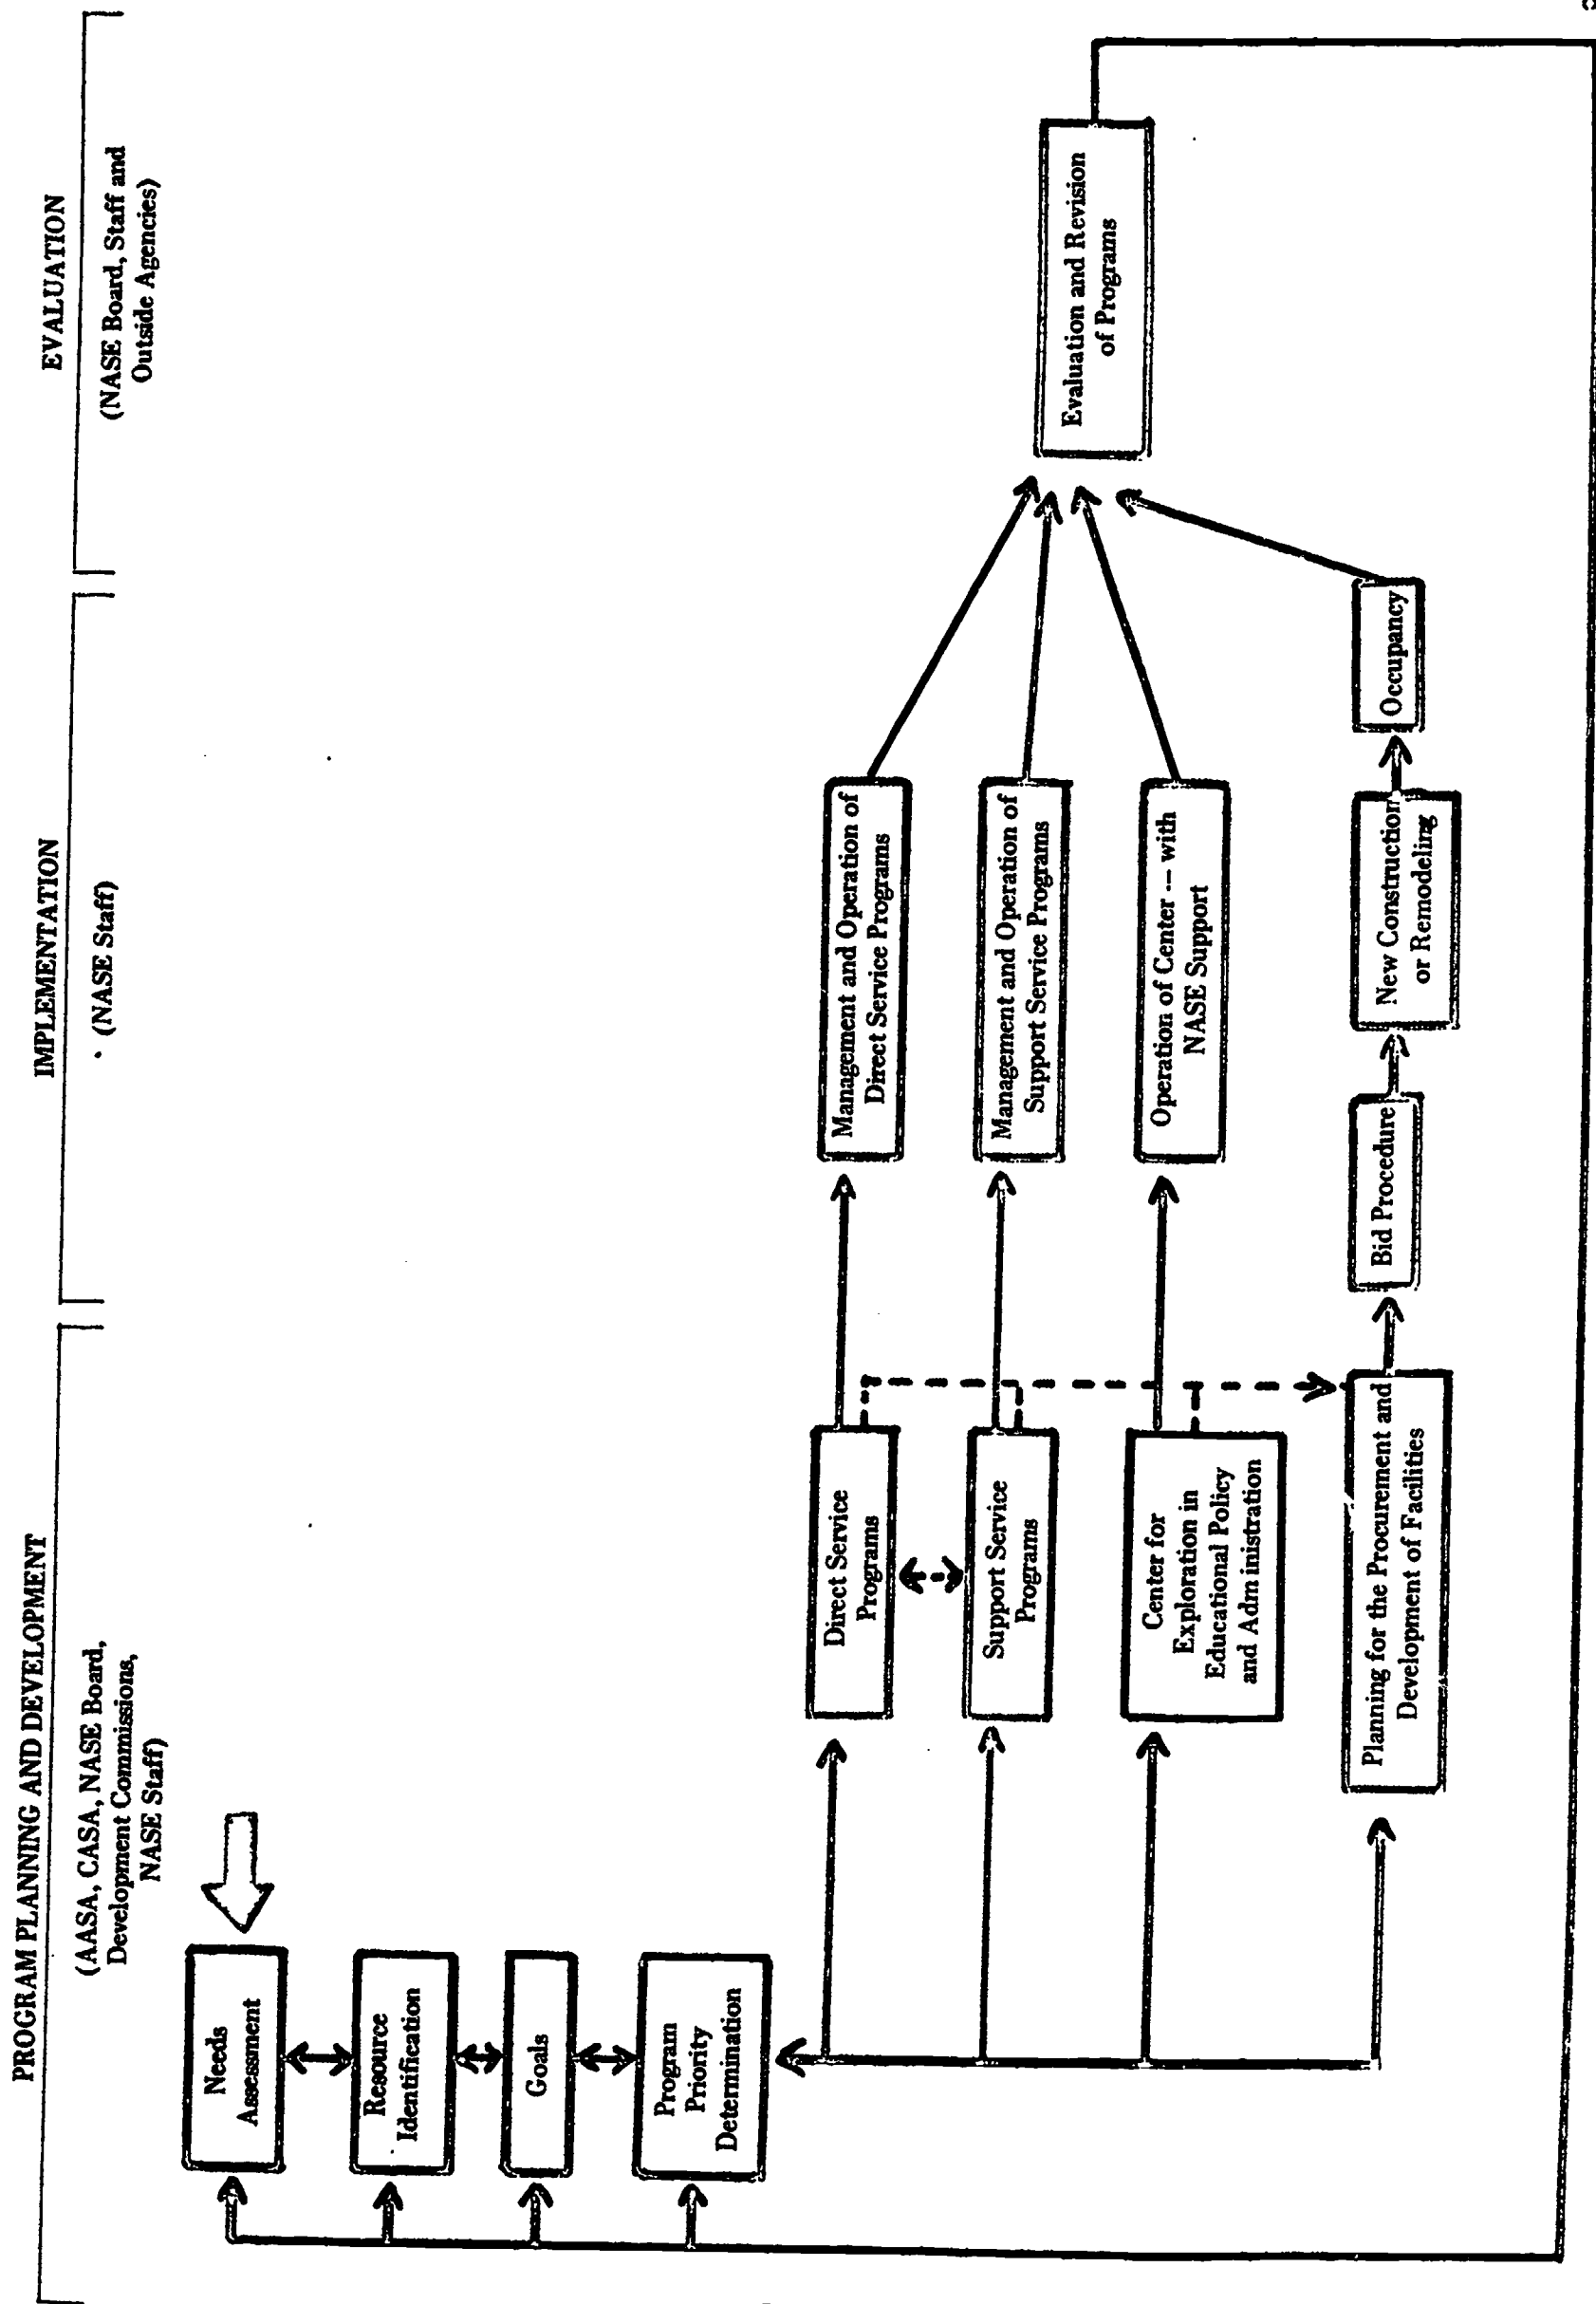 PROGRAM PLANNING AND DEVELOPMENT
(AASA, CASA, NASE Board,
Development Commissions,
NASE Staff)
IMPLEMENTATION
(NASE Staff)
EVALUATION
(NASE Board, Staff and
Outside Agencies)
Needs
Assessment
Resource
Identification
Goals
Program
Priority
Determination
Direct Service
Programs
Support Service
Programs
Center for
Exploration in
Educational Policy
and Adm inistration
Planning for the Procurement and
Development of Facilities
Management and Operation of
Direct Service Programs
Management and Operation of
Support Service Programs
Operation of Center --- with
NASE Support
Bid Procedure
New Construction
or Remodeling
Occupancy
Evaluation and Revision
of Programs